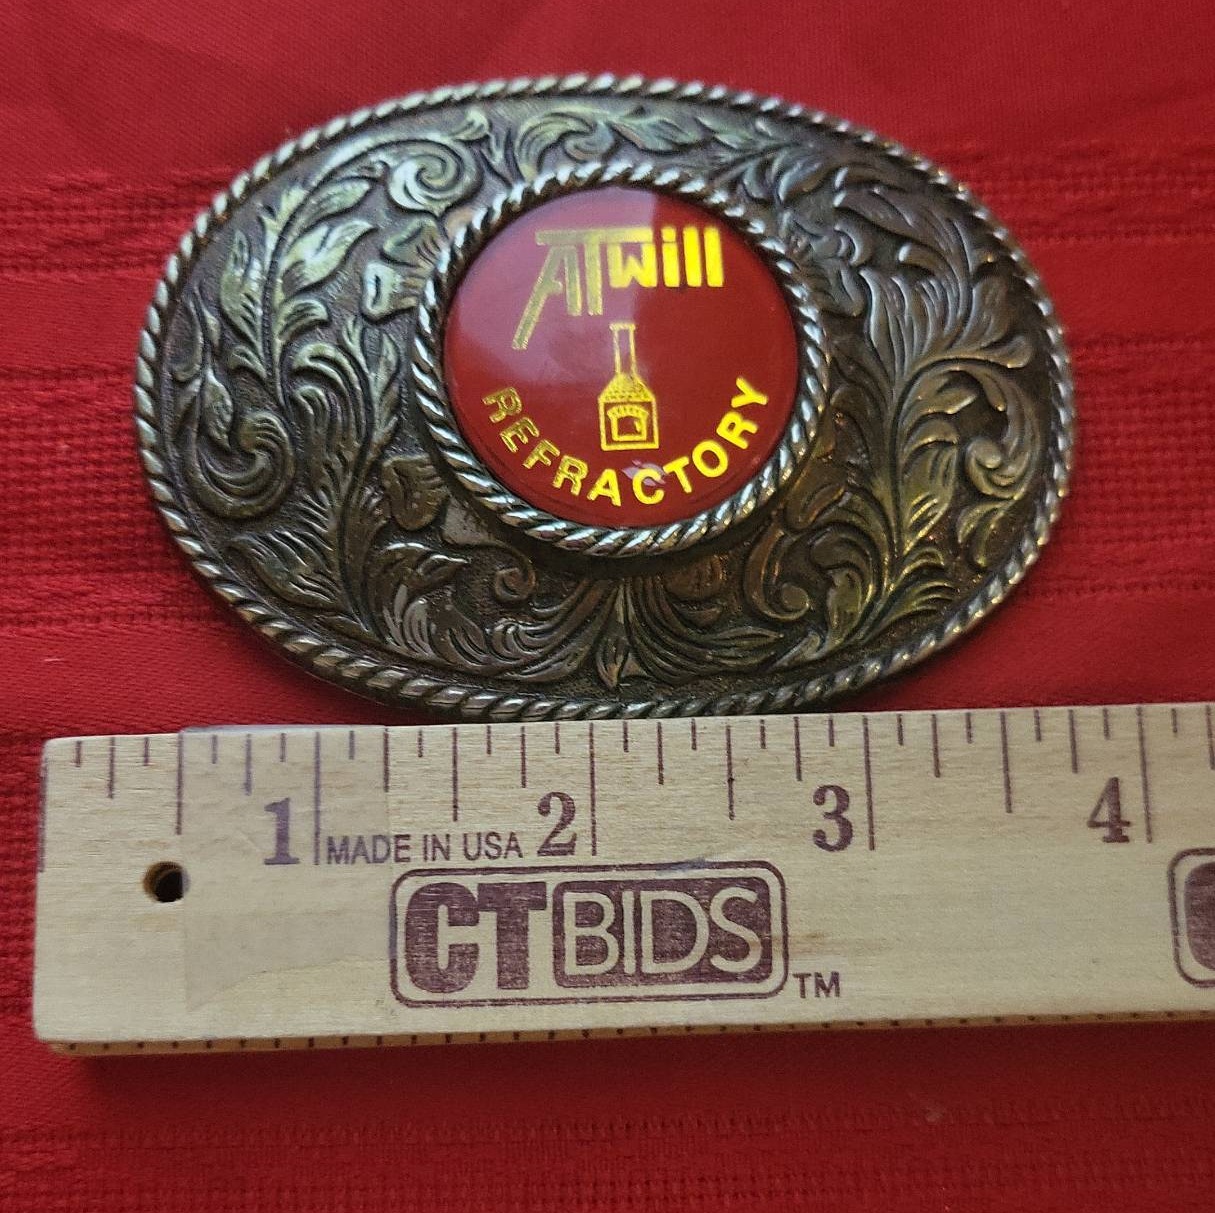 ATwill
REFRACTORY
1 2 3 4
MADE IN USA
CTBIDS TM